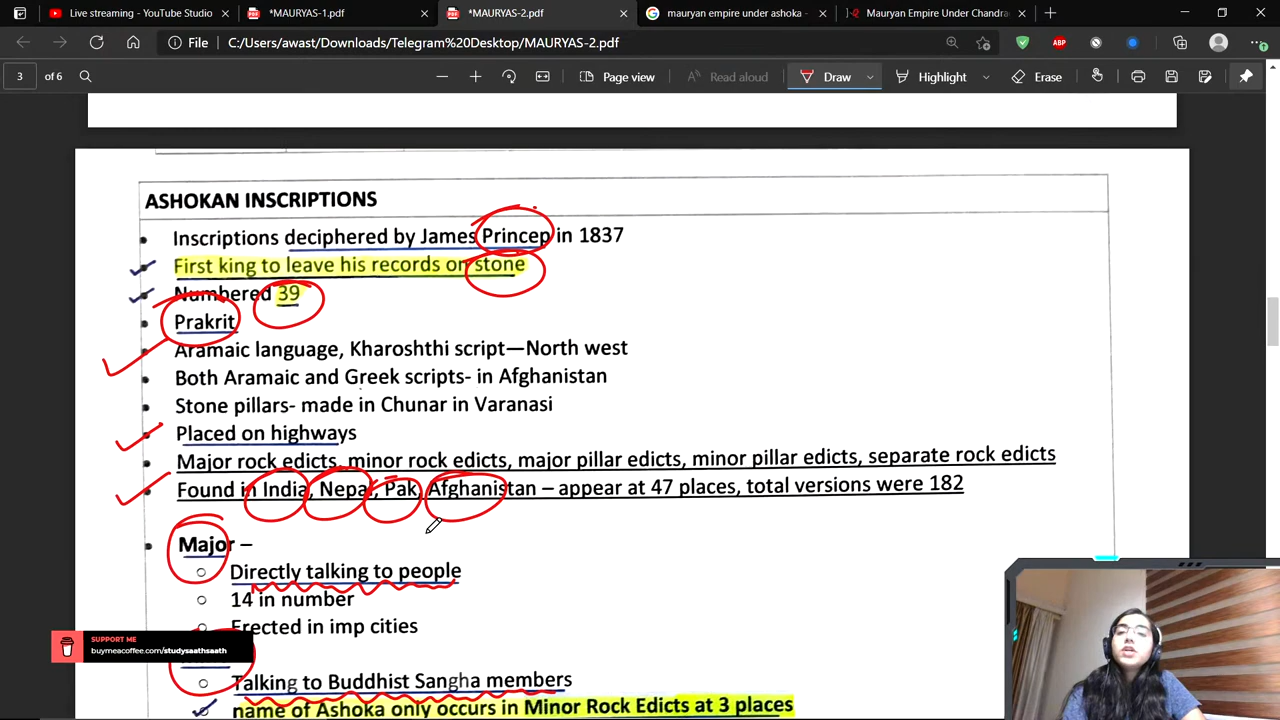 Live streaming - YouTube Studio
*MAURYAS-1.pdf
*MAURYAS-2.pdf
mauryan empire under ashoka -
Mauryan Empire Under Chandra
File
C:/Users/awast/Downloads/Telegram%20Desktop/MAURYAS-2.pdf
ABP
3 of 6
Page view
Read aloud
Draw
Highlight
Erase
ASHOKAN INSCRIPTIONS
Inscriptions deciphered by James Princep in 1837
First king to leave his records on stone
Numbered 39
Prakrit
Aramaic language, Kharoshthi script—North west
Both Aramaic and Greek scripts- in Afghanistan
Stone pillars- made in Chunar in Varanasi
Placed on highways
Major rock edicts, minor rock edicts, major pillar edicts, minor pillar edicts, separate rock edicts
Found in India, Nepal, Pak, Afghanistan – appear at 47 places, total versions were 182
Major –
Directly talking to people
14 in number
Erected in imp cities
SUPPORT ME
buymeacoffee.com/studysaathsaath
Talking to Buddhist Sangha members
name of Ashoka only occurs in Minor Rock Edicts at 3 places